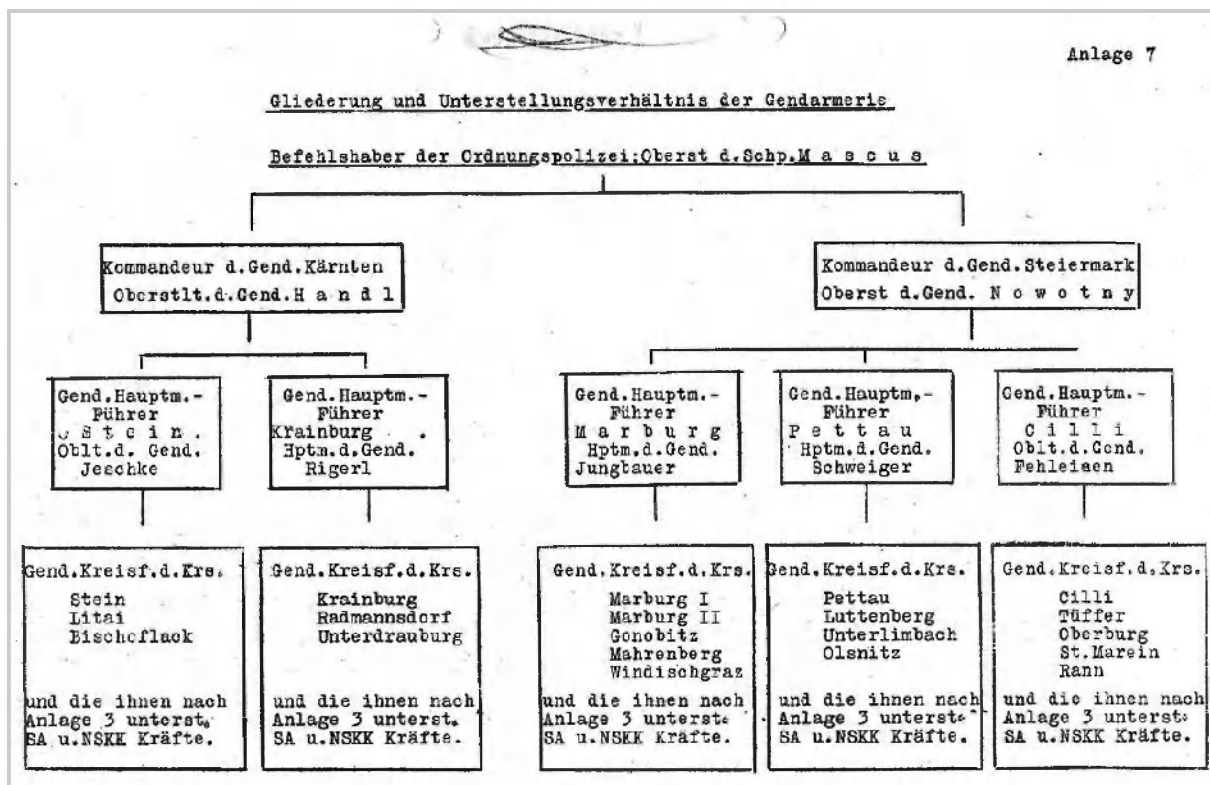 Anlage 7
Gliederung und Unterstellungsverhältnis der Gendarmerie
Befehlshaber der Ordnungspolizei:Oberst d.Schp.M a s c u s
Kommandeur d.Gend.Kärnten
Oberstlt.d.Gend.H a n d l
Kommandeur d.Gend.Steiermark
Oberst d.Gend. N o w o t n y
Gend.Hauptm.-
Führer
S t e i n .
Oblt.d. Gend.
Jeschke
Gend.Hauptm.-
Führer
Krainburg .
Hptm.d.Gend.
Rigerl
Gend.Hauptm.-
Führer
M a r b u r g
Hptm.d.Gend.
Jungbauer
Gend.Hauptm.-
Führer
P e t t a u
Hptm.d.Gend.
Schweiger
Gend.Hauptm.-
Führer
C i l l i
Oblt.d.Gend.
Fehleisen
Gend.Kreisf.d.Krs.
Stein
Litai
Bischoflack
und die ihnen nach
Anlage 3 unterst.
SA u.NSKK Kräfte.
Gend.Kreisf.d.Krs.
Krainburg
Radmannsdorf
Unterdrauburg
und die ihnen nach
Anlage 3 unterst.
SA u.NSKK Kräfte.
Gend.Kreisf.d.Krs.
Marburg I
Marburg II
Gonobitz
Mahrenberg
Windischgraz
und die ihnen nach
Anlage 3 unterst.
SA u.NSKK Kräfte.
Gend.Kreisf.d.Krs.
Pettau
Luttenberg
Unterlimbach
Olsnitz
und die ihnen nach
Anlage 3 unterst.
SA u.NSKK Kräfte.
Gend.Kreisf.d.Krs.
Cilli
Tüffer
Oberburg
St.Marein
Rann
und die ihnen nach
Anlage 3 unterst.
SA u.NSKK Kräfte.